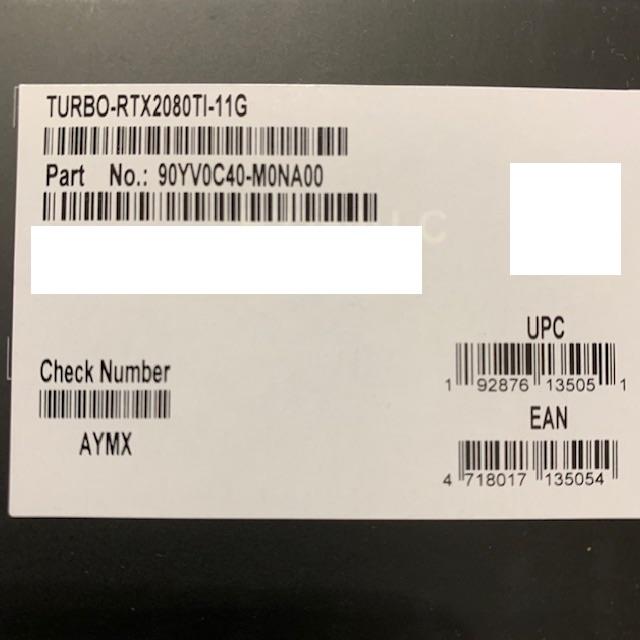 TURBO-RTX2080TI-11G
Part No.: 90YV0C40-M0NA00
C
UPC
1 92876 13505 1
Check Number
EAN
AYMX
4 718017 135054